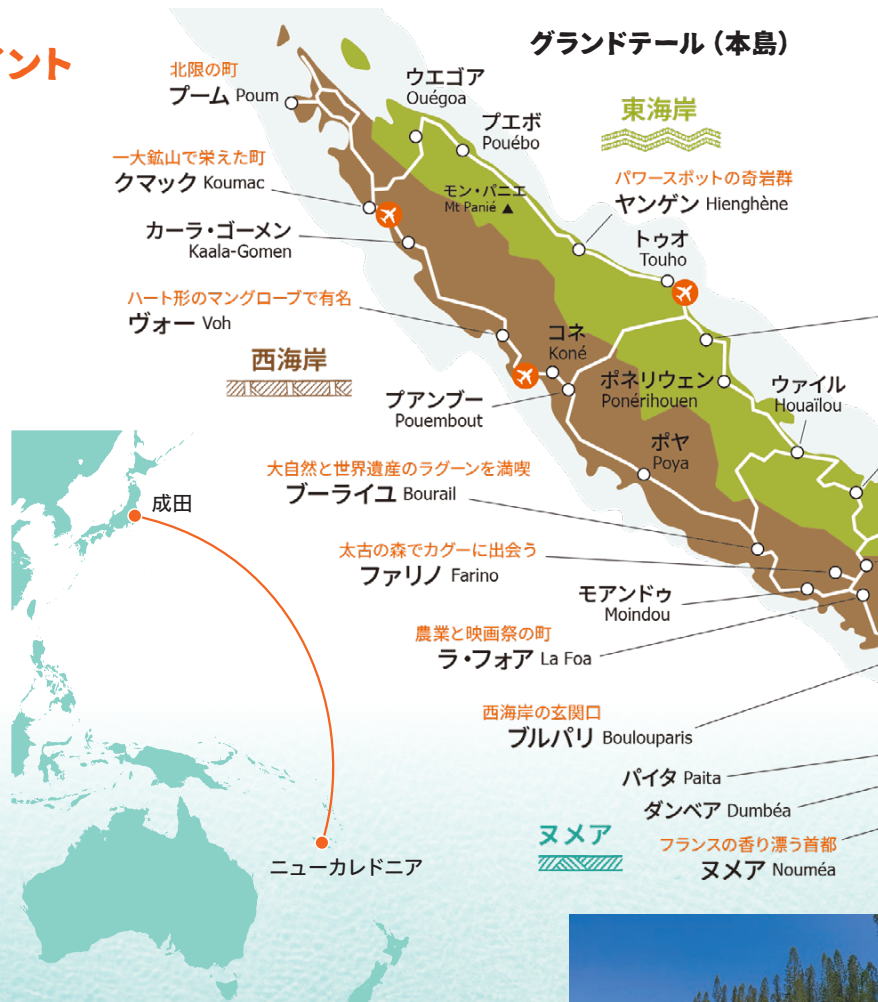 イント
グランドテール（本島）
北限の町
プーム Poum
ウエゴア
Ouégoa
プエボ
Pouébo
東海岸
一大鉱山で栄えた町
クマック Koumac
モン・パニエ
Mt Panié ▲
パワースポットの奇岩群
ヤンゲン Hienghène
カーラ・ゴーメン
Kaala-Gomen
トゥオ
Touho
ハート形のマングローブで有名
ヴォー Voh
コネ
Koné
西海岸
プアンブー
Pouembout
ポネリウェン
Ponérihouen
ウァイル
Houaïlou
ポヤ
Poya
大自然と世界遺産のラグーンを満喫
ブーライユ Bourail
成田
太古の森でカグーに出会う
ファリノ Farino
モアンドゥ
Moindou
農業と映画祭の町
ラ・フォア La Foa
西海岸の玄関口
ブルパリ Boulouparis
パイタ Paita
ダンベア Dumbéa
ヌメア
フランスの香り漂う首都
ヌメア Nouméa
ニューカレドニア